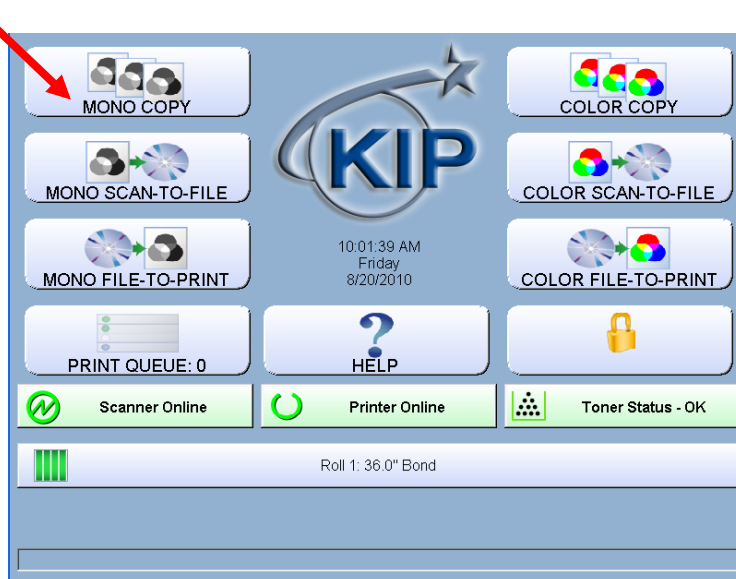 MONO COPY
COLOR COPY
KIP
MONO SCAN-TO-FILE
COLOR SCAN-TO-FILE
10:01:39 AM
Friday
8/20/2010
MONO FILE-TO-PRINT
COLOR FILE-TO-PRINT
PRINT QUEUE: 0
HELP
Scanner Online
Printer Online
Toner Status - OK
Roll 1: 36.0" Bond